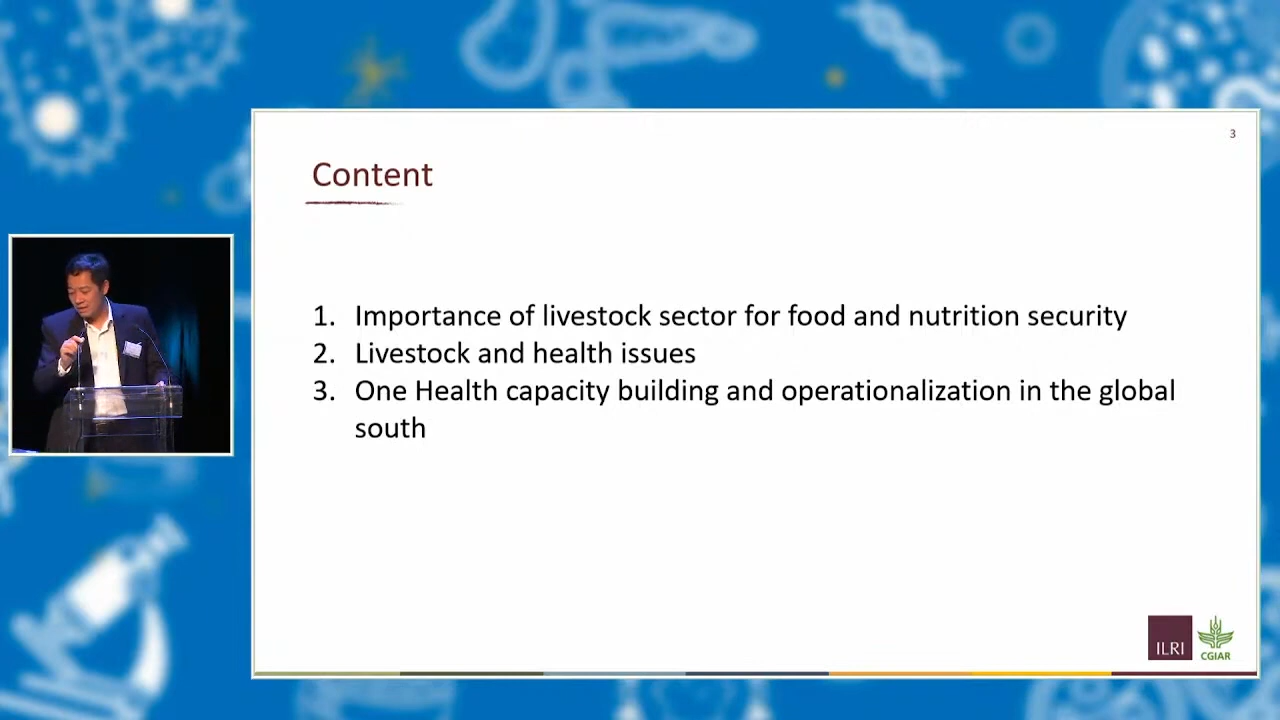 3
Content
1. Importance of livestock sector for food and nutrition security
2. Livestock and health issues
3. One Health capacity building and operationalization in the global
south
ILRI
CGIAR